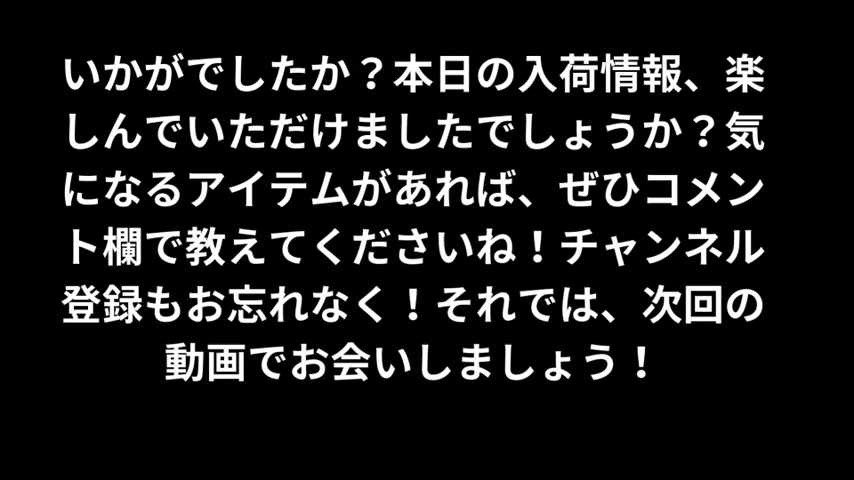 いかがでしたか？本日の入荷情報、楽
しんでいただけましたでしょうか？気
になるアイテムがあれば、ぜひコメン
ト欄で教えてくださいね！チャンネル
登録もお忘れなく！それでは、次回の
動画でお会いしましょう！